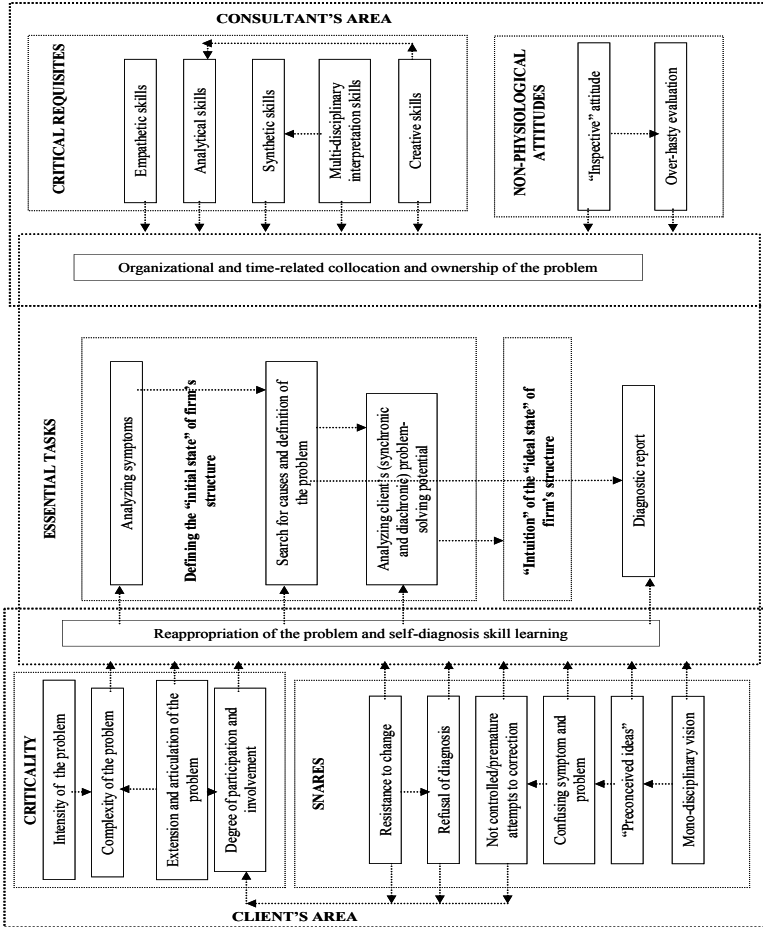 CONSULTANT'S AREA
CRITICAL REQUISITES
Empathetic skills
Analytical skills
Synthetic skills
Multi-disciplinary
interpretation skills
Creative skills
NON-PHYSIOLOGICAL
ATTITUDES
“Inspective” attitude
Over-hasty evaluation
Organizational and time-related collocation and ownership of the problem
ESSENTIAL TASKS
Analyzing symptoms
Defining the “initial state” of firm's
structure
Search for causes and definition of
the problem
Analyzing client's (synchronic
and diachronic) problem-
solving potential
“Intuition” of the “ideal state” of
firm's structure
Diagnostic report
Reappropriation of the problem and self-diagnosis skill learning
CRITICALITY
Intensity of the problem
Complexity of the problem
Extension and articulation of the
problem
Degree of participation and
involvement
SNARES
Resistance to change
Refusal of diagnosis
Not controlled/premature
attempts to correction
Confusing symptom and
problem
“Preconceived ideas”
Mono-disciplinary vision
CLIENT'S AREA